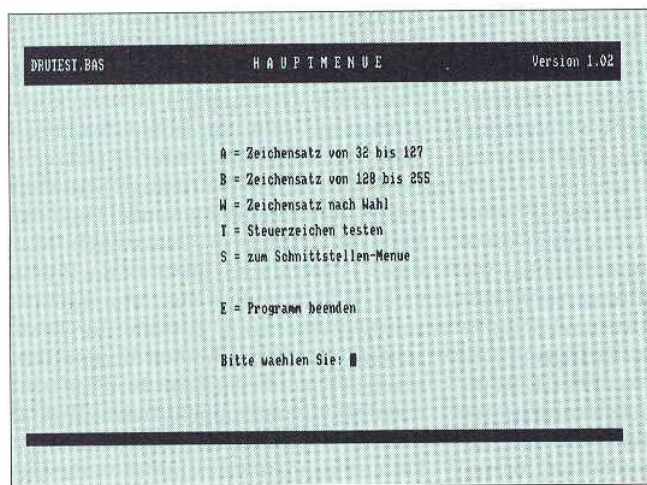 DRUTEST.BAS H A U P T M E N U E Version 1.02
A = Zeichensatz von 32 bis 127
B = Zeichensatz von 128 bis 255
W = Zeichensatz nach Wahl
T = Steuerzeichen testen
S = zum Schnittstellen-Menue
E = Programm beenden
Bitte waehlen Sie: